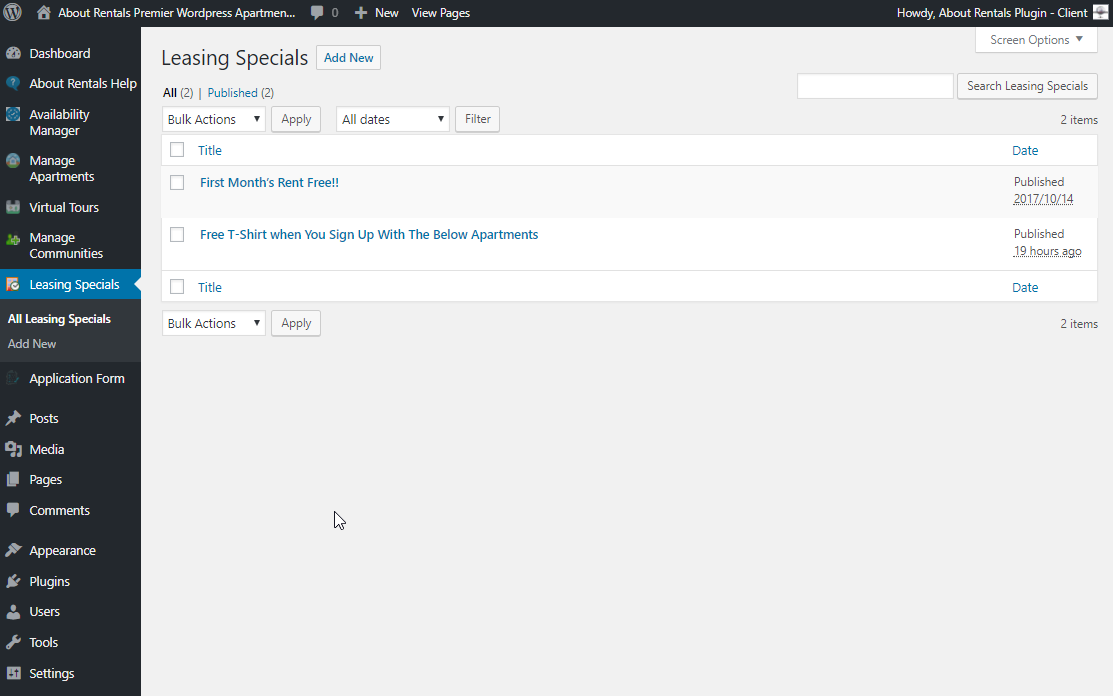 About Rentals Premier Wordpress Apartmen... 0 New View Pages Howdy, About Rentals Plugin - Client
Screen Options
Dashboard
About Rentals Help
Availability
Manager
Manage
Apartments
Virtual Tours
Manage
Communities
Leasing Specials
All Leasing Specials
Add New
Application Form
Posts
Media
Pages
Comments
Appearance
Plugins
Users
Tools
Settings
Leasing Specials Add New
All (2) | Published (2)
Search Leasing Specials
Bulk Actions Apply All dates Filter 2 items
Title Date
First Month’s Rent Free!! Published
2017/10/14
Free T-Shirt when You Sign Up With The Below Apartments Published
19 hours ago
Title Date
Bulk Actions Apply 2 items